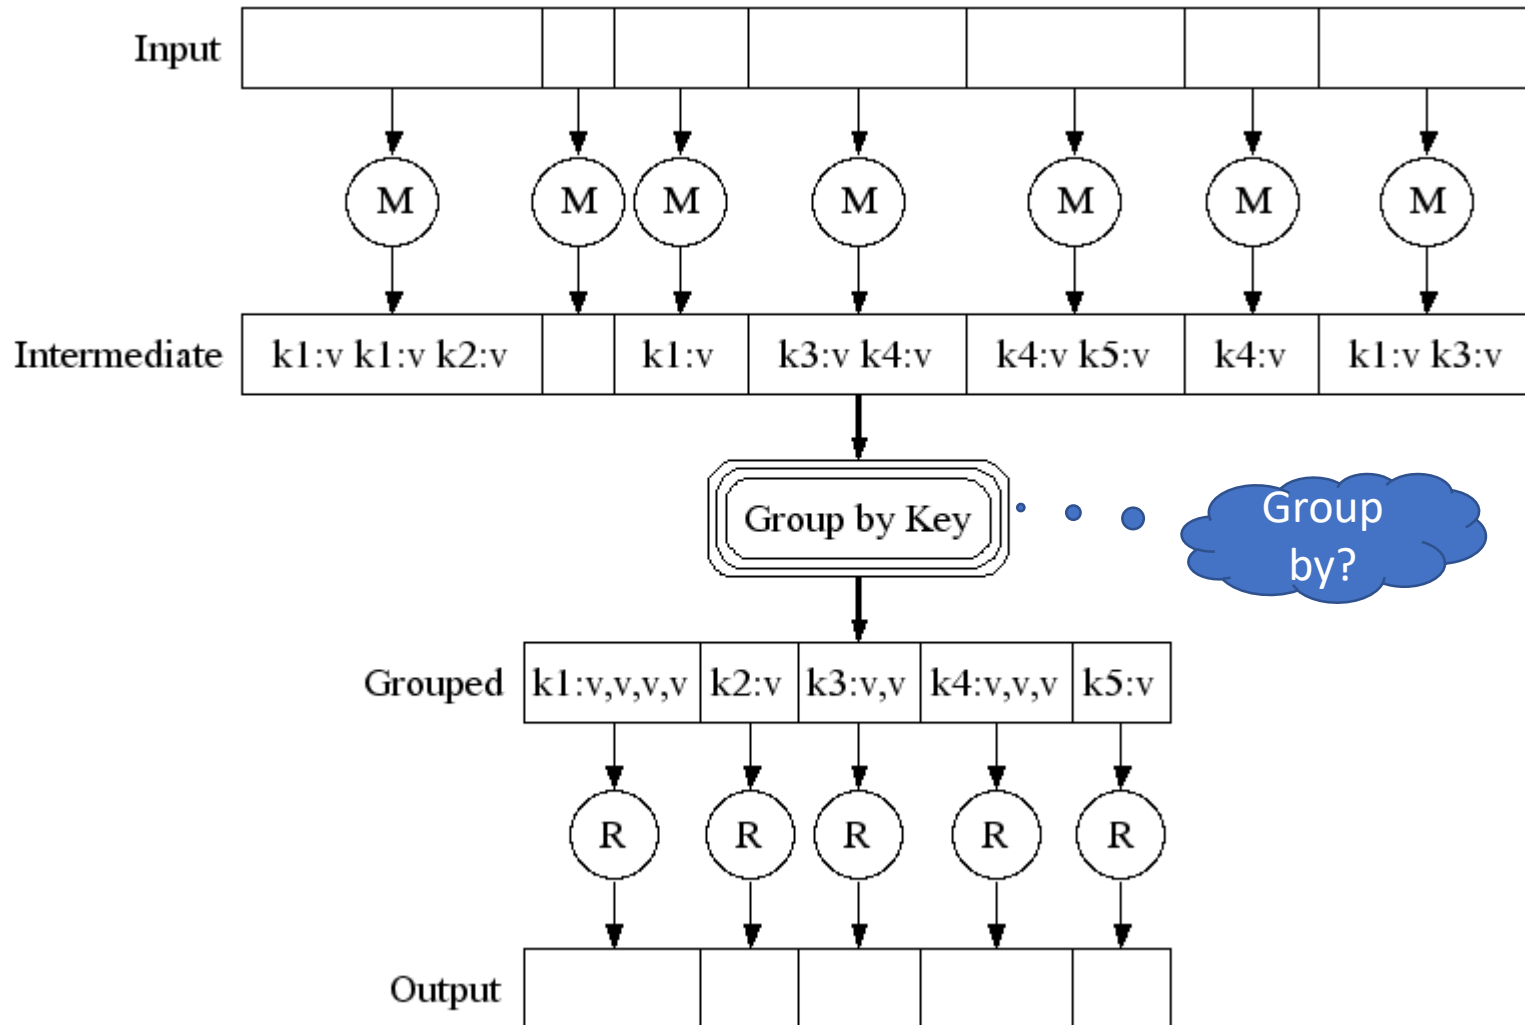 Input
M M M M M M M
Intermediate k1:v k1:v k2:v k1:v k3:v k4:v k4:v k5:v k4:v k1:v k3:v
Group by Key
Group
by?
Grouped k1:v,v,v,v k2:v k3:v,v k4:v,v,v k5:v
R R R R R
Output